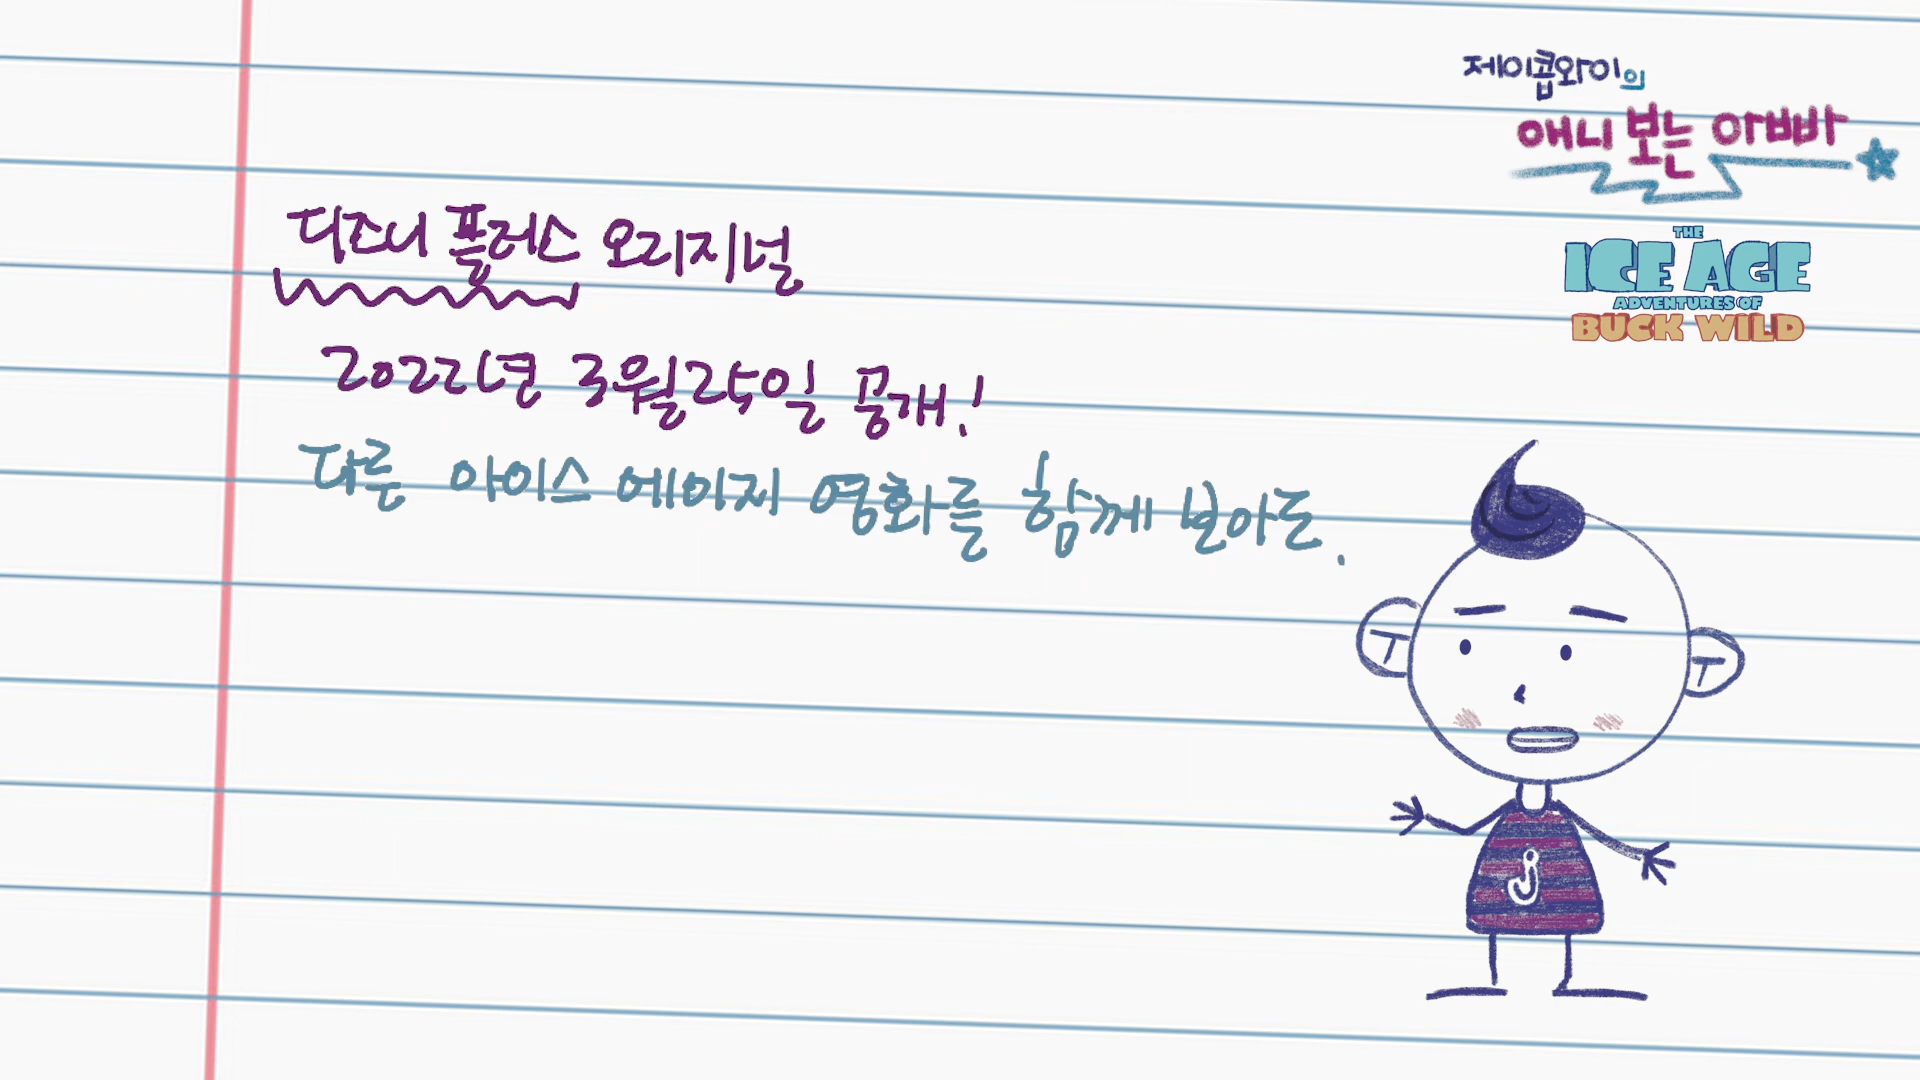 제이콥와이의
애니 보는 아빠
THE
ICE AGE
ADVENTURES OF
BUCK WILD
디즈니 플러스 오리지널
2022년 3월 25일 공개!
다른 아이스 에이지 영화를 함께 보아도.
J